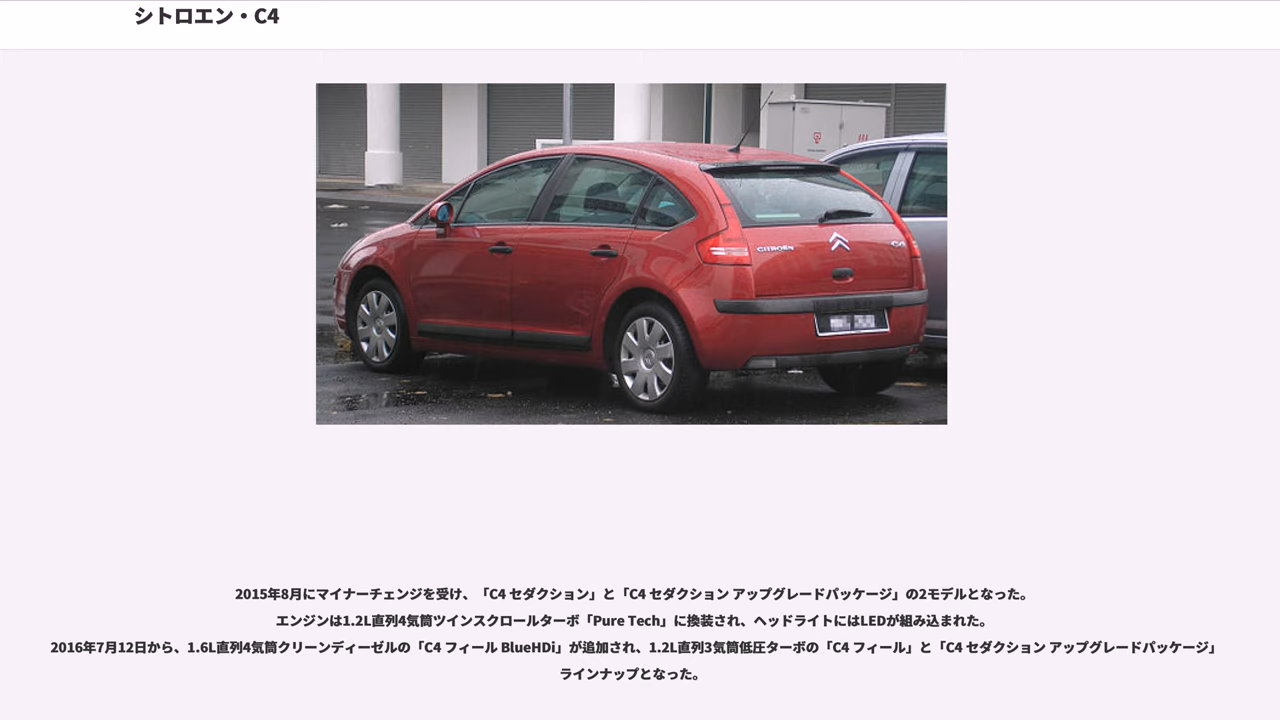 シトロエン・C4
CITROËN
C4
2015年8月にマイナーチェンジを受け、「C4 セダクション」と「C4 セダクション アップグレードパッケージ」の2モデルとなった。
エンジンは1.2L直列4気筒ツインスクロールターボ「Pure Tech」に換装され、ヘッドライトにはLEDが組み込まれた。
2016年7月12日から、1.6L直列4気筒クリーンディーゼルの「C4 フィール BlueHDi」が追加され、1.2L直列3気筒低圧ターボの「C4 フィール」と「C4 セダクション アップグレードパッケージ」
ラインナップとなった。